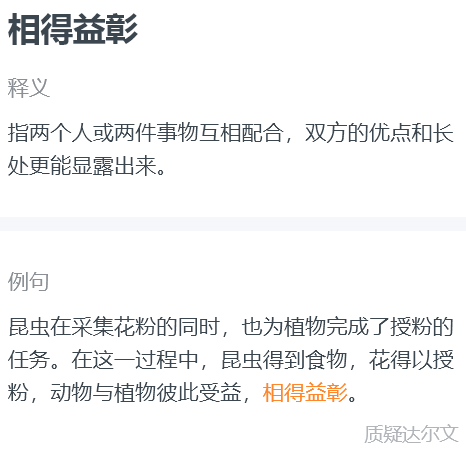 相得益彰
释义
指两个人或两件事物互相配合，双方的优点和长
处更能显露出来。
例句
昆虫在采集花粉的同时，也为植物完成了授粉的
任务。在这一过程中，昆虫得到食物，花得以授
粉，动物与植物彼此受益，相得益彰。
质疑达尔文